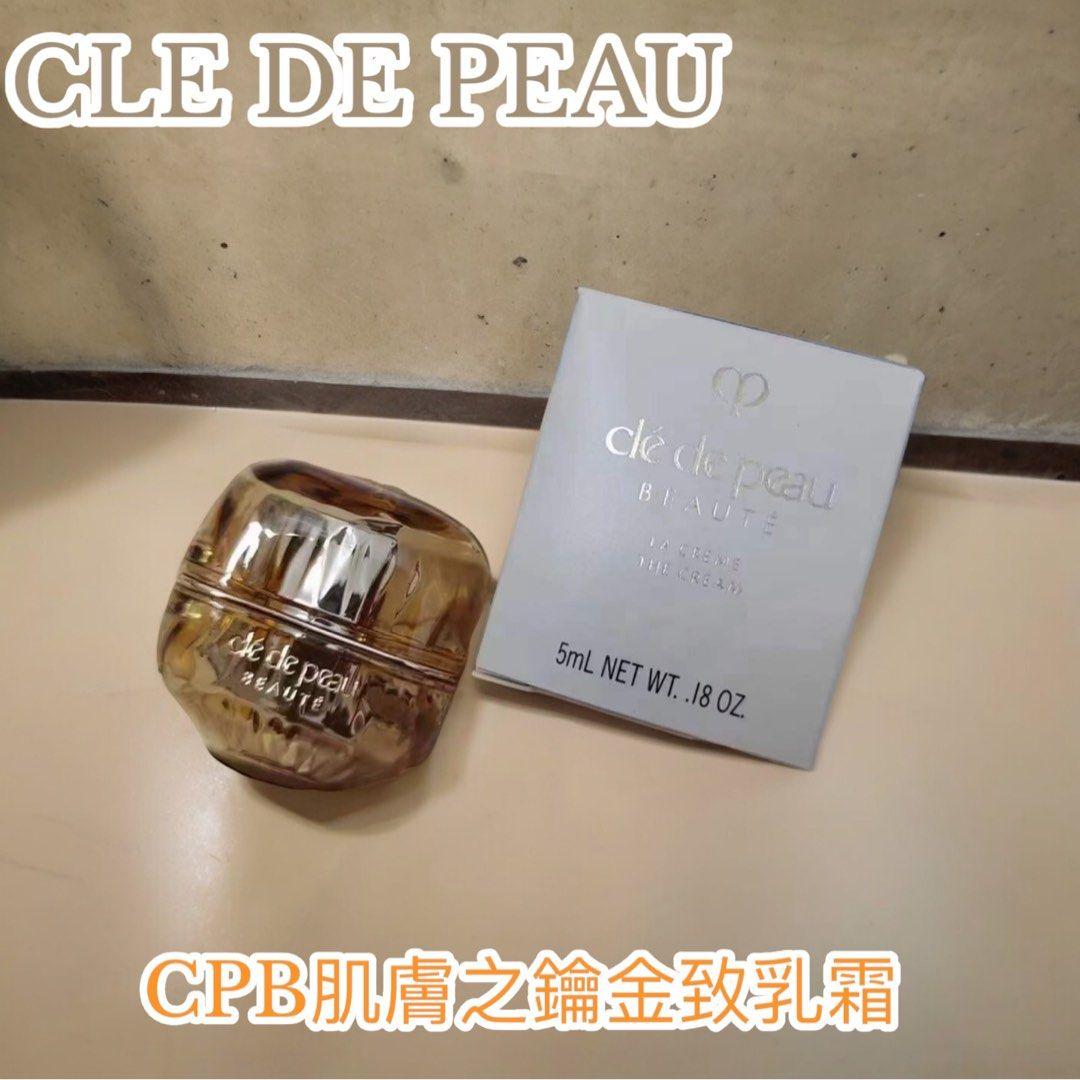 CLE DE PEAU
clé de peau
BEAUTÉ
LA CRÈME
THE CREAM
5mL NET WT. .18 OZ.
clé de peau
BEAUTÉ
CPB肌膚之鑰金致乳霜